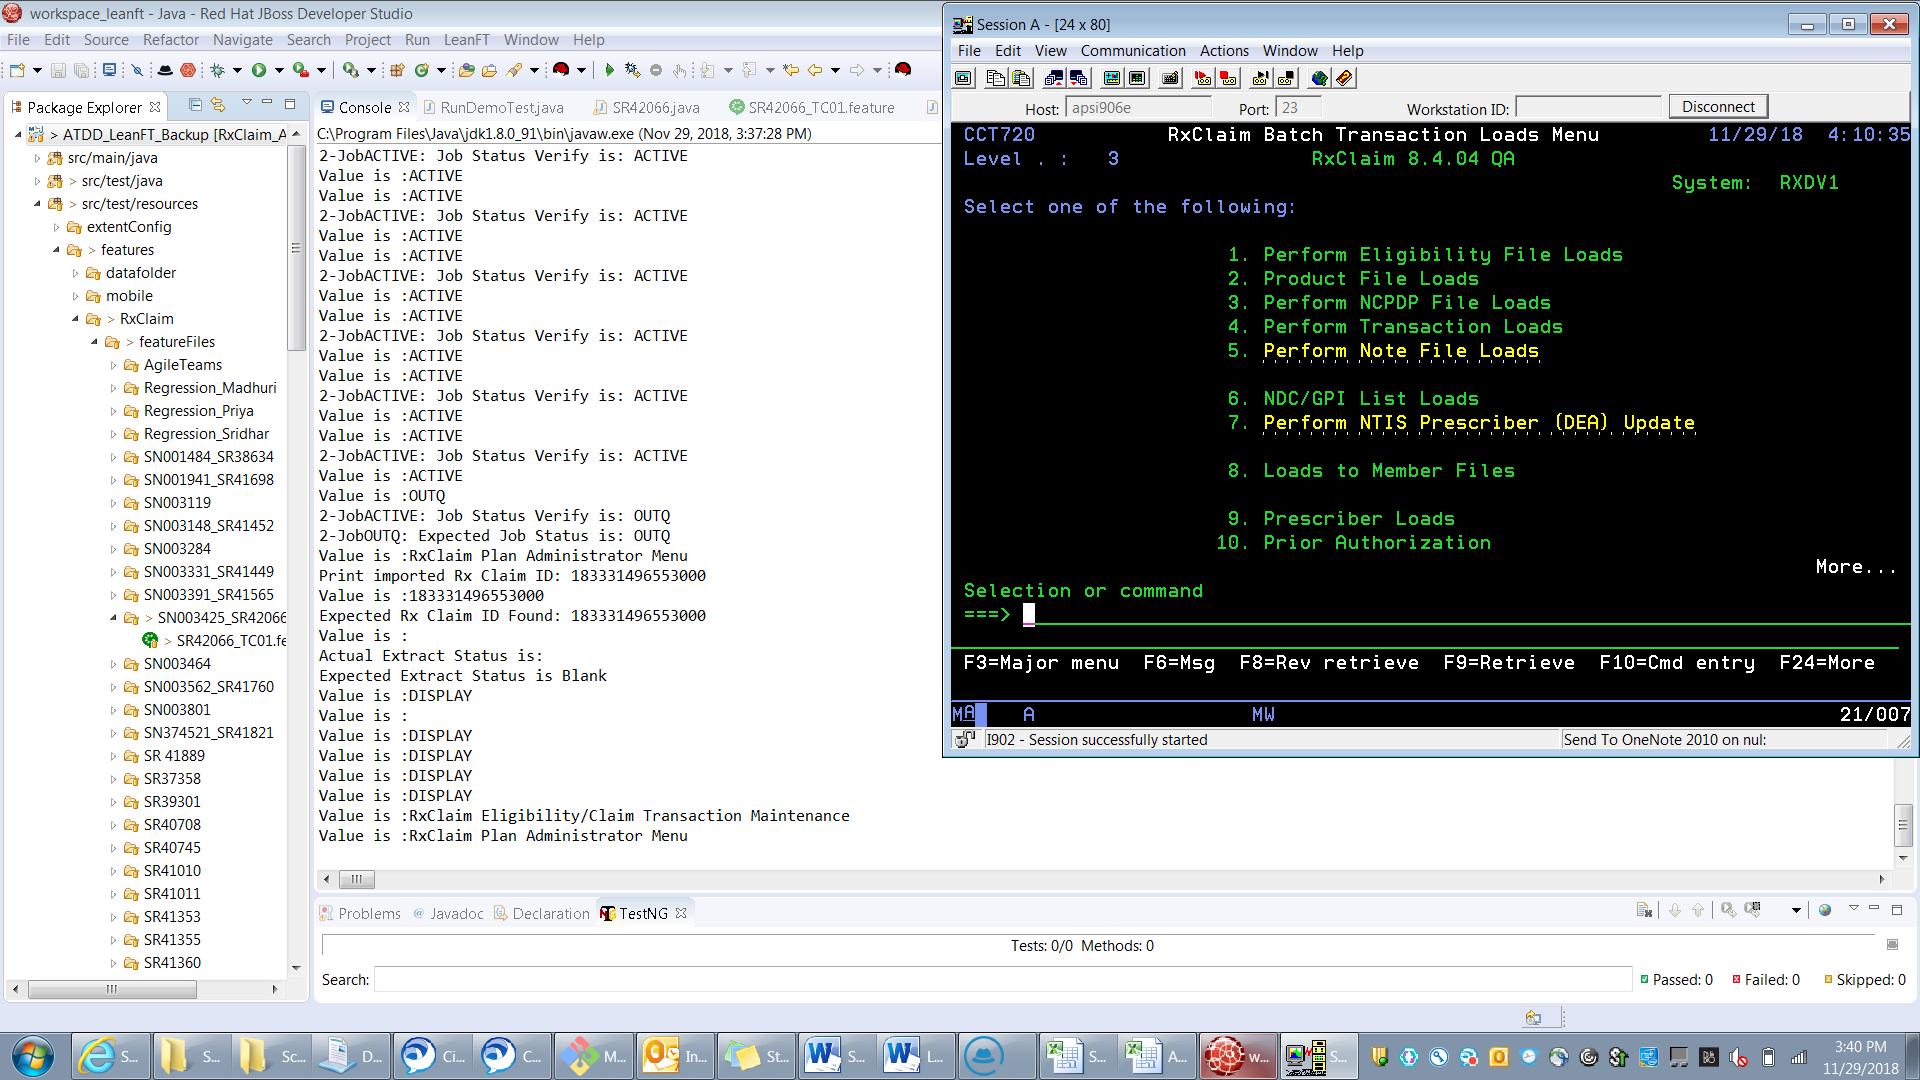 workspace_leanft - Java - Red Hat JBoss Developer Studio
File Edit Source Refactor Navigate Search Project Run LeanFT Window Help
Package Explorer
> ATDD_LeanFT_Backup [RxClaim_A
src/main/java
> src/test/java
> src/test/resources
extentConfig
> features
datafolder
mobile
> RxClaim
> featureFiles
AgileTeams
Regression_Madhuri
Regression_Priya
Regression_Sridhar
SN001484_SR38634
SN001941_SR41698
SN003119
SN003148_SR41452
SN003284
SN003331_SR41449
SN003391_SR41565
> SN003425_SR42066
> SR42066_TC01.fe
SN003464
SN003562_SR41760
SN003801
SN374521_SR41821
SR 41889
SR37358
SR39301
SR40708
SR40745
SR41010
SR41011
SR41353
SR41355
SR41360
Console RunDemoTest.java SR42066.java SR42066_TC01.feature
C:\Program Files\Java\jdk1.8.0_91\bin\javaw.exe (Nov 29, 2018, 3:37:28 PM)
2-JobACTIVE: Job Status Verify is: ACTIVE
Value is :ACTIVE
Value is :ACTIVE
2-JobACTIVE: Job Status Verify is: ACTIVE
Value is :ACTIVE
Value is :ACTIVE
2-JobACTIVE: Job Status Verify is: ACTIVE
Value is :ACTIVE
Value is :ACTIVE
2-JobACTIVE: Job Status Verify is: ACTIVE
Value is :ACTIVE
Value is :ACTIVE
2-JobACTIVE: Job Status Verify is: ACTIVE
Value is :ACTIVE
Value is :ACTIVE
2-JobACTIVE: Job Status Verify is: ACTIVE
Value is :ACTIVE
Value is :OUTQ
2-JobACTIVE: Job Status Verify is: OUTQ
2-JobOUTQ: Expected Job Status is: OUTQ
Value is :RxClaim Plan Administrator Menu
Print imported Rx Claim ID: 183331496553000
Value is :183331496553000
Expected Rx Claim ID Found: 183331496553000
Value is :
Actual Extract Status is:
Expected Extract Status is Blank
Value is :DISPLAY
Value is :
Value is :DISPLAY
Value is :DISPLAY
Value is :DISPLAY
Value is :DISPLAY
Value is :RxClaim Eligibility/Claim Transaction Maintenance
Value is :RxClaim Plan Administrator Menu
Problems Javadoc Declaration TestNG
Tests: 0/0 Methods: 0
Search:
Passed: 0 Failed: 0 Skipped: 0
Session A - [24 x 80]
File Edit View Communication Actions Window Help
Host: apsi906e Port: 23 Workstation ID: Disconnect
CCT720 RxClaim Batch Transaction Loads Menu 11/29/18 4:10:35
Level . : 3 RxClaim 8.4.04 QA
System: RXDV1
Select one of the following:
1. Perform Eligibility File Loads
2. Product File Loads
3. Perform NCPDP File Loads
4. Perform Transaction Loads
5. Perform Note File Loads
6. NDC/GPI List Loads
7. Perform NTIS Prescriber (DEA) Update
8. Loads to Member Files
9. Prescriber Loads
10. Prior Authorization
More...
Selection or command
===>
F3=Major menu F6=Msg F8=Rev retrieve F9=Retrieve F10=Cmd entry F24=More
MA A MW 21/007
I902 - Session successfully started Send To OneNote 2010 on nul:
S... S... Sc... D... Ci... C... M... In... St... S... L... S... A... w... S...
3:40 PM
11/29/2018